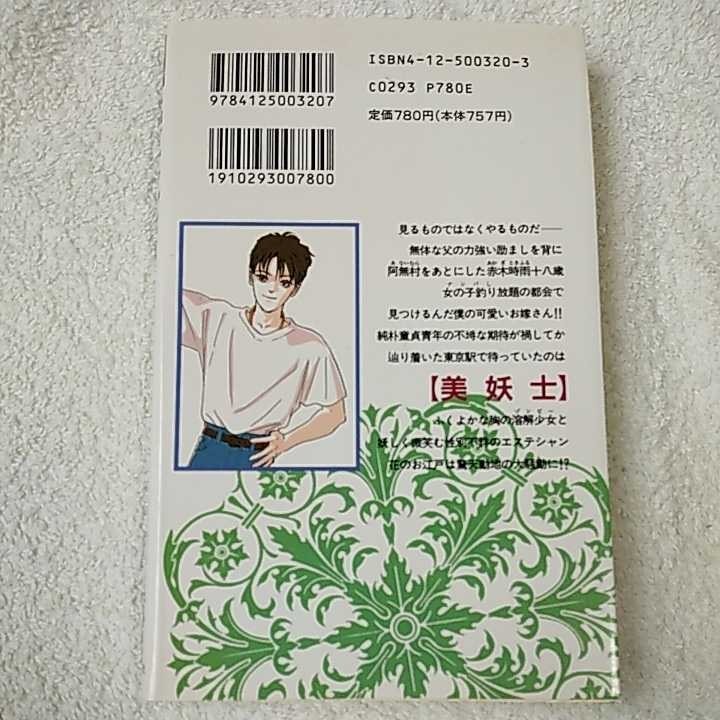 ISBN4-12-500320-3
C0293 P780E
9784125003207
定価780円(本体757円)
1910293007800
見るものではなくやるものだ──
無体な父の力強い励ましを背に
阿無村をあとにした赤木時雨十八歳
女の子釣り放題の都会で
見つけるんだ僕の可愛いお嫁さん!!
純朴童貞青年の不埒な期待が禍してか
辿り着いた東京駅で待っていたのは
【美妖士】
ふくよかな胸の溶解少女と
妖しく微笑む性別不詳のエステシャン
花のお江戸は驚天動地の大騒動に!?